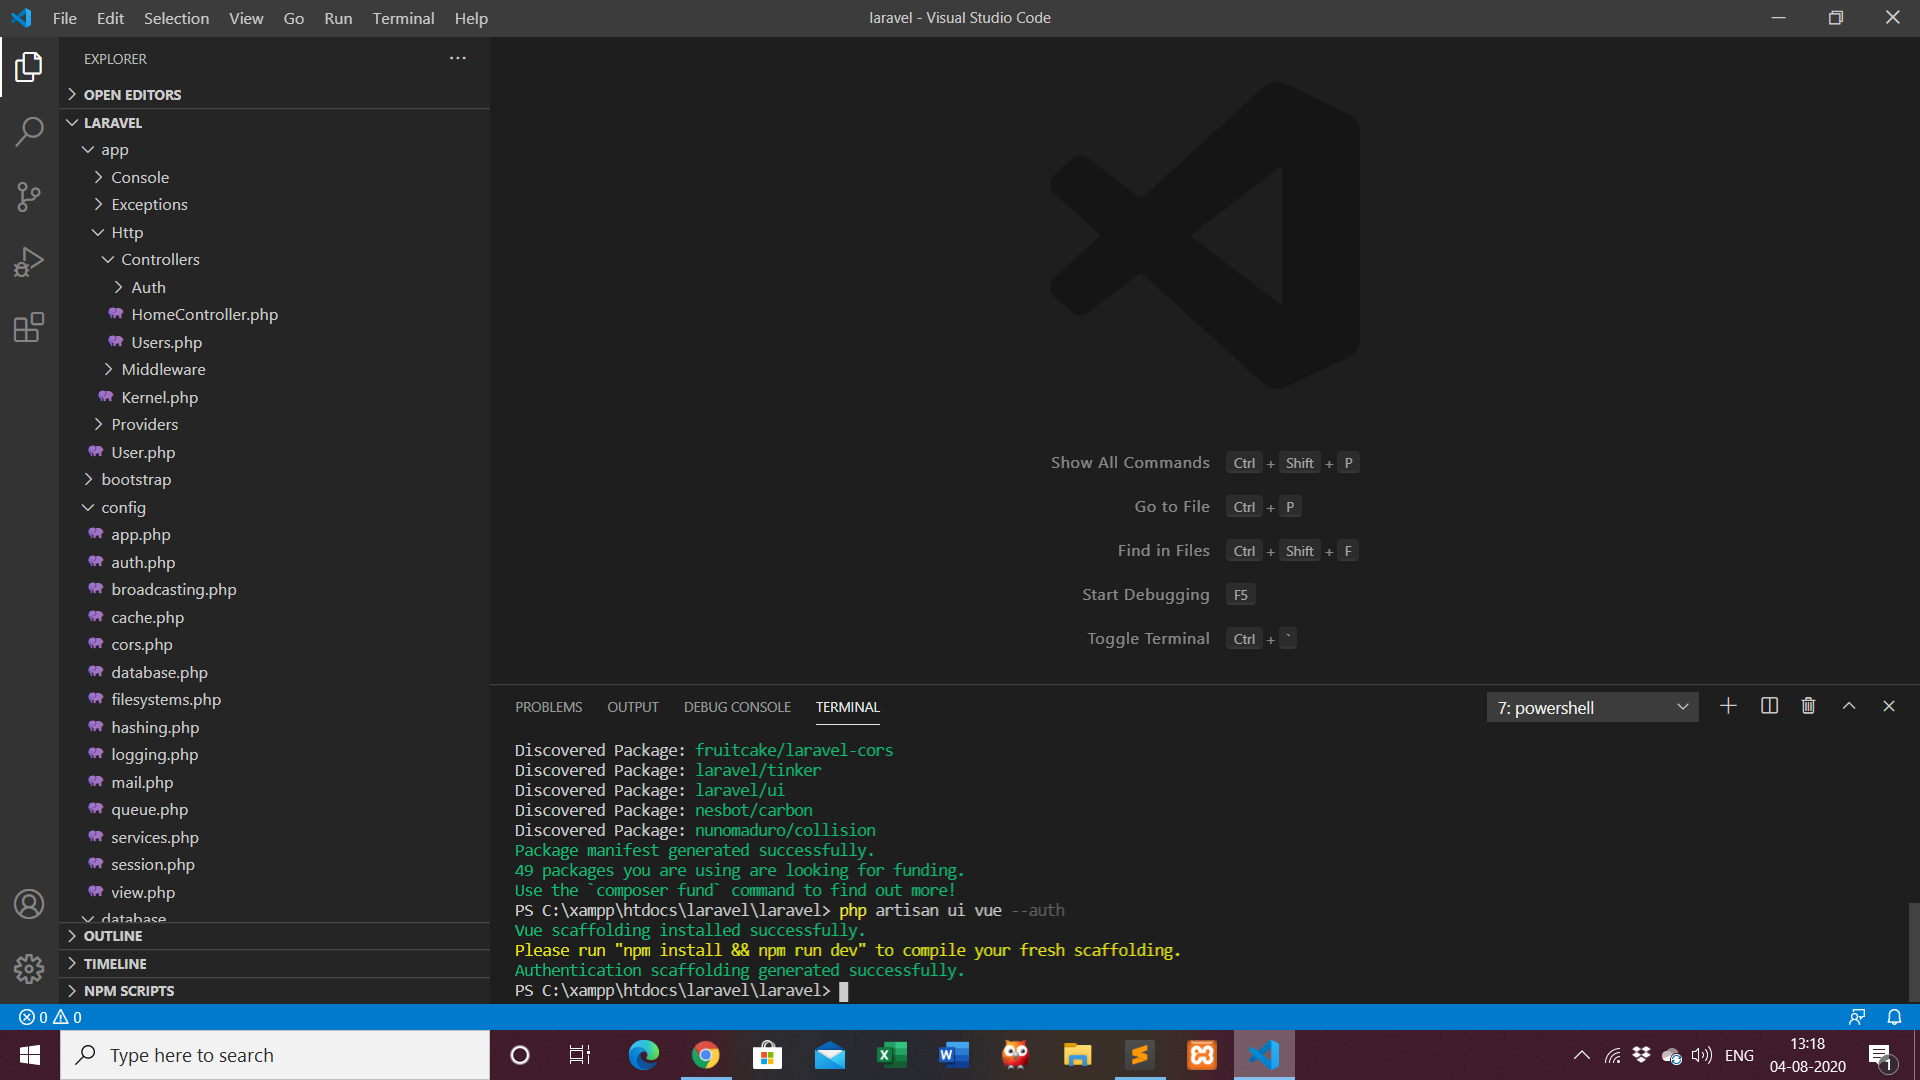 File Edit Selection View Go Run Terminal Help
laravel - Visual Studio Code
EXPLORER
OPEN EDITORS
LARAVEL
app
Console
Exceptions
Http
Controllers
Auth
HomeController.php
Users.php
Middleware
Kernel.php
Providers
User.php
bootstrap
config
app.php
auth.php
broadcasting.php
cache.php
cors.php
database.php
filesystems.php
hashing.php
logging.php
mail.php
queue.php
services.php
session.php
view.php
database
OUTLINE
TIMELINE
NPM SCRIPTS
Show All Commands Ctrl + Shift + P
Go to File Ctrl + P
Find in Files Ctrl + Shift + F
Start Debugging F5
Toggle Terminal Ctrl + `
PROBLEMS OUTPUT DEBUG CONSOLE TERMINAL
7: powershell
Discovered Package: fruitcake/laravel-cors
Discovered Package: laravel/tinker
Discovered Package: laravel/ui
Discovered Package: nesbot/carbon
Discovered Package: nunomaduro/collision
Package manifest generated successfully.
49 packages you are using are looking for funding.
Use the `composer fund` command to find out more!
PS C:\xampp\htdocs\laravel\laravel> php artisan ui vue --auth
Vue scaffolding installed successfully.
Please run "npm install && npm run dev" to compile your fresh scaffolding.
Authentication scaffolding generated successfully.
PS C:\xampp\htdocs\laravel\laravel>
0 0
Type here to search
ENG
13:18
04-08-2020
1